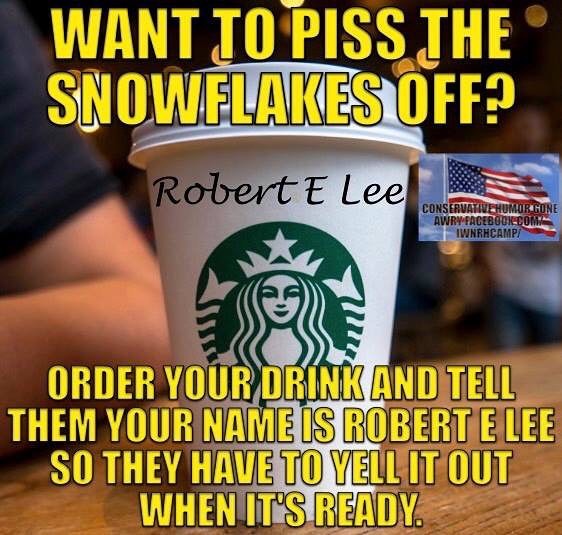 WANT TO PISS THE
SNOWFLAKES OFF?
Robert E Lee
CONSERVATIVE HUMOR GONE
AWRY FACEBOOK.COM/
IWNRHCAMP/
ORDER YOUR DRINK AND TELL
THEM YOUR NAME IS ROBERT E LEE
SO THEY HAVE TO YELL IT OUT
WHEN IT'S READY.